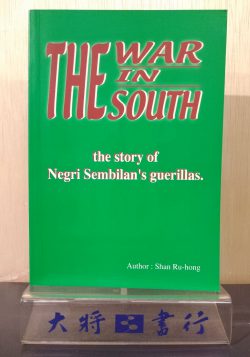 THE WAR
IN
SOUTH
the story of
Negri Sembilan's guerillas.
Author : Shan Ru-hong
大將書行